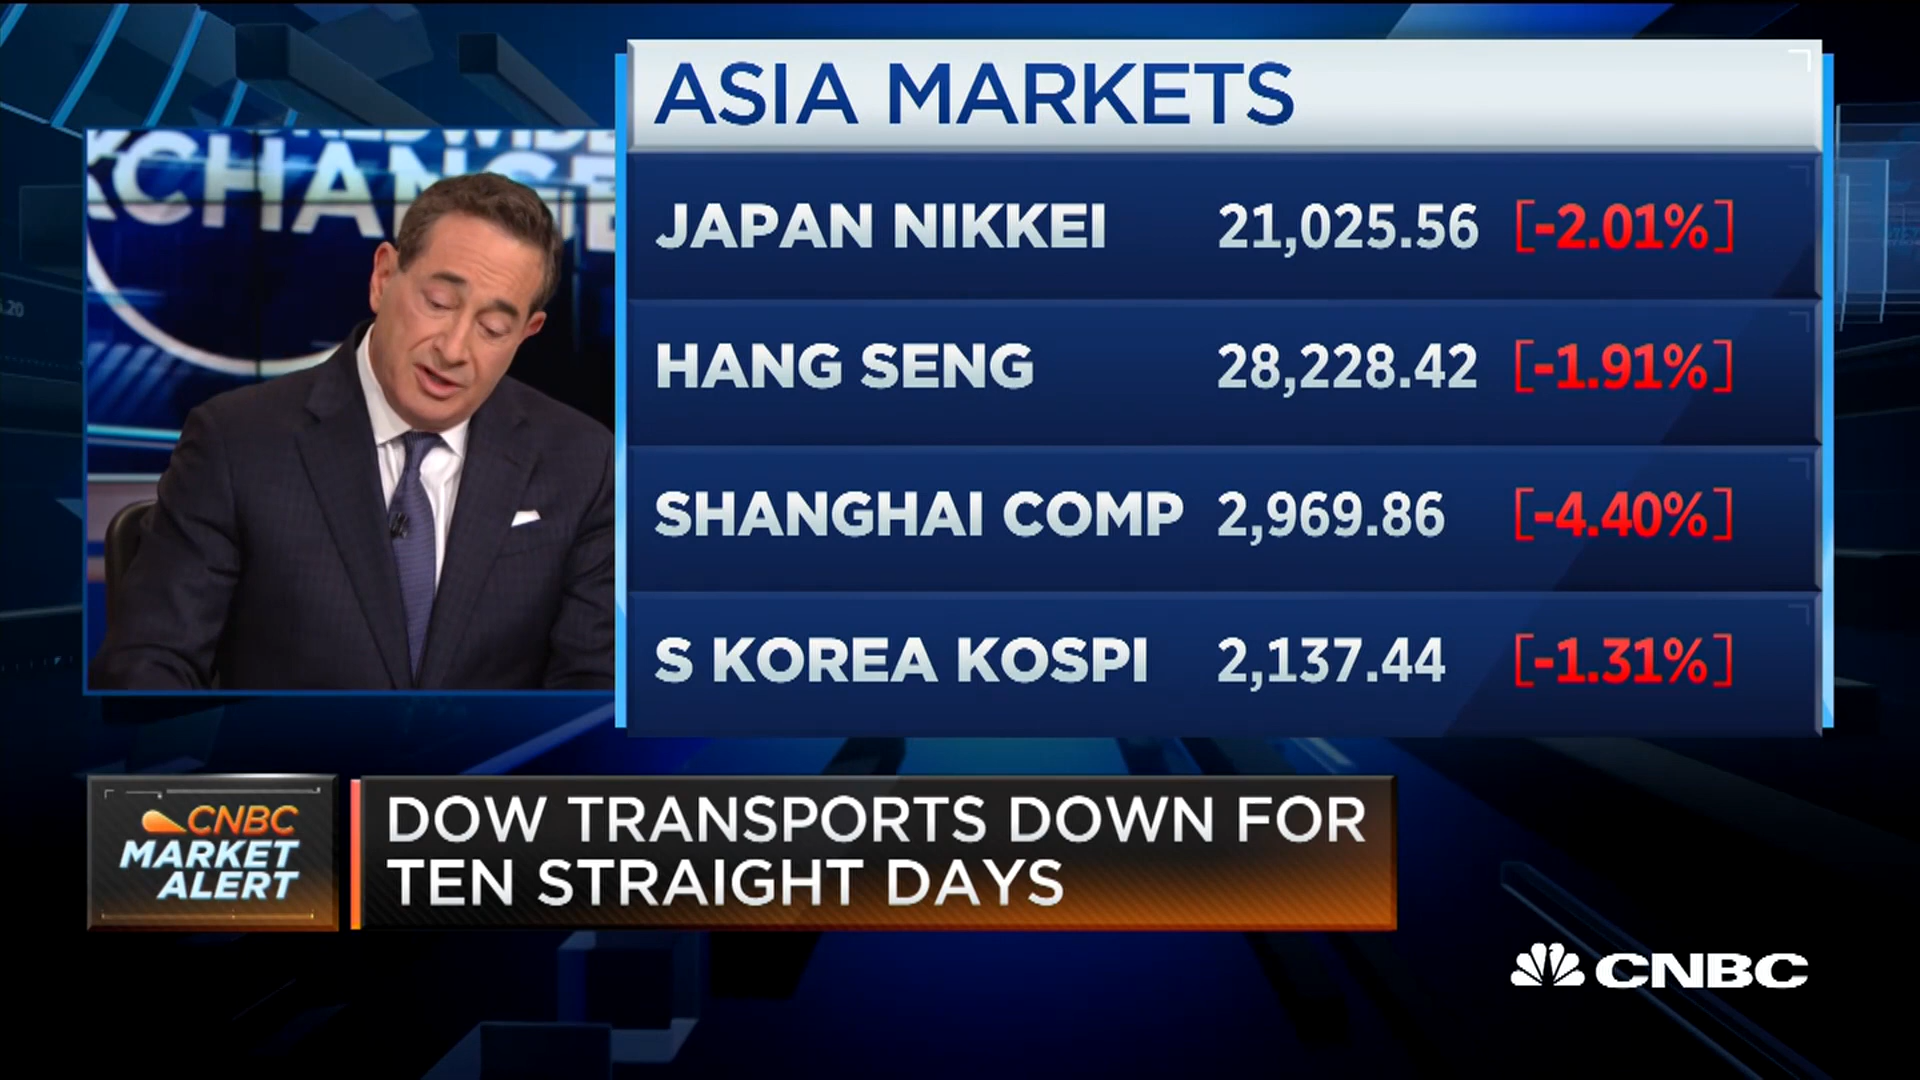 ASIA MARKETS
JAPAN NIKKEI 21,025.56 [-2.01%]
HANG SENG 28,228.42 [-1.91%]
SHANGHAI COMP 2,969.86 [-4.40%]
S KOREA KOSPI 2,137.44 [-1.31%]
CNBC
MARKET
ALERT
DOW TRANSPORTS DOWN FOR
TEN STRAIGHT DAYS
CNBC